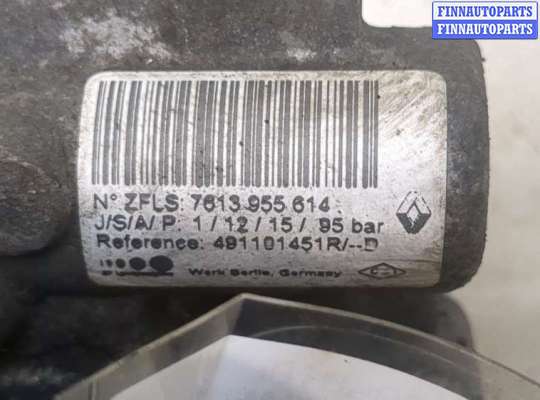 FINNAUTOPARTS
FINNAUTOPARTS
N° ZFLS: 7613 955 614
J/S/A/ P: 1 / 12 / 15 / 95 bar
Reference: 491101451R/--D
Werk Berlin, Germany